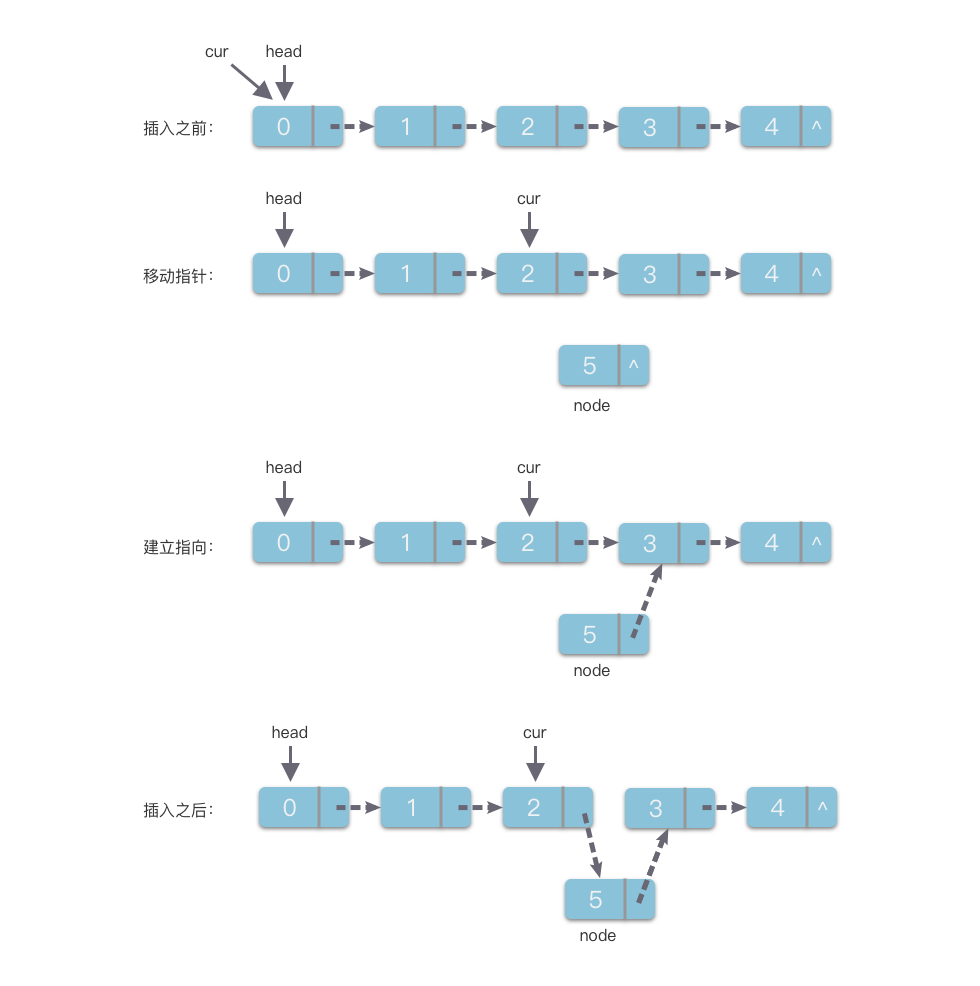 cur head
插入之前： 0 1 2 3 4 ^
head cur
移动指针： 0 1 2 3 4 ^
5 ^
node
head cur
建立指向： 0 1 2 3 4 ^
5
node
head cur
插入之后： 0 1 2 3 4 ^
5
node